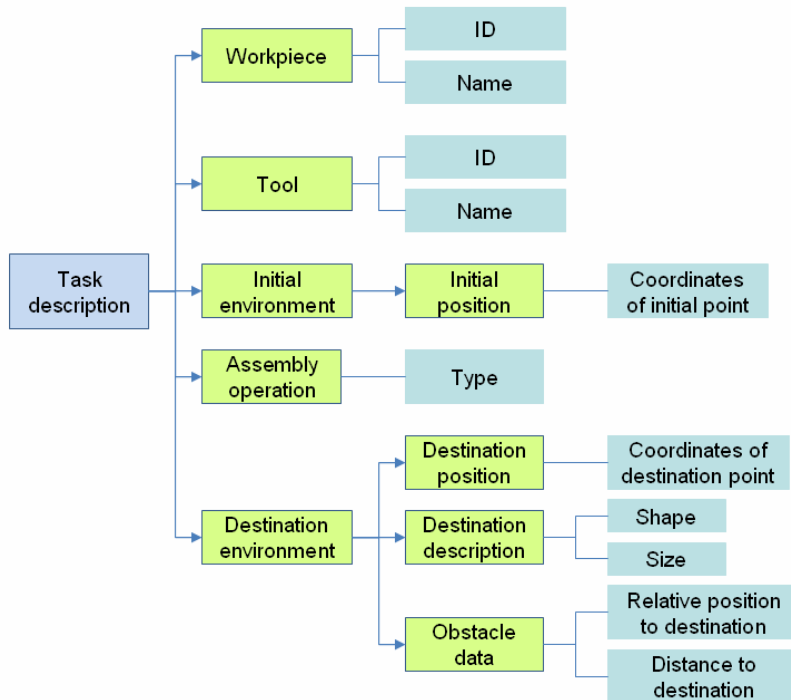 Workpiece
ID
Name
Tool
ID
Name
Task
description
Initial
environment
Initial
position
Coordinates
of initial point
Assembly
operation
Type
Destination
environment
Destination
position
Coordinates of
destination point
Destination
description
Shape
Size
Obstacle
data
Relative position
to destination
Distance to
destination